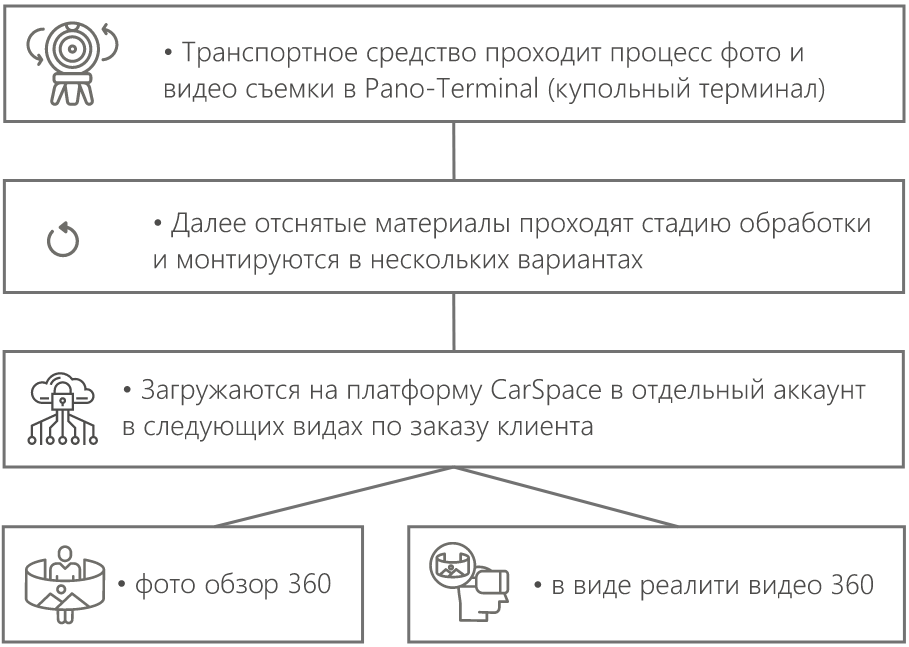 • Транспортное средство проходит процесс фото и
видео съемки в Pano-Terminal (купольный терминал)
• Далее отснятые материалы проходят стадию обработки
и монтируются в нескольких вариантах
• Загружаются на платформу CarSpace в отдельный аккаунт
в следующих видах по заказу клиента
• фото обзор 360
• в виде реалити видео 360